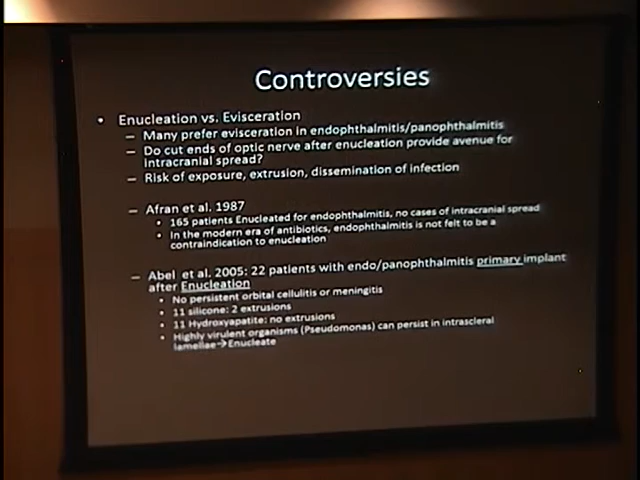 Controversies
• Enucleation vs. Evisceration
– Many prefer evisceration in endophthalmitis/panophthalmitis
– Do cut ends of optic nerve after enucleation provide avenue for
intracranial spread?
– Risk of exposure, extrusion, dissemination of infection
– Afran et al. 1987
• 165 patients Enucleated for endophthalmitis, no cases of intracranial spread
• In the modern era of antibiotics, endophthalmitis is not felt to be a
contraindication to enucleation
– Abel et al. 2005: 22 patients with endo/panophthalmitis primary implant
after Enucleation
• No persistent orbital cellulitis or meningitis
• 11 silicone: 2 extrusions
• 11 Hydroxyapatite: no extrusions
• Highly virulent organisms (Pseudomonas) can persist in intrascleral
lamellae→Enucleate